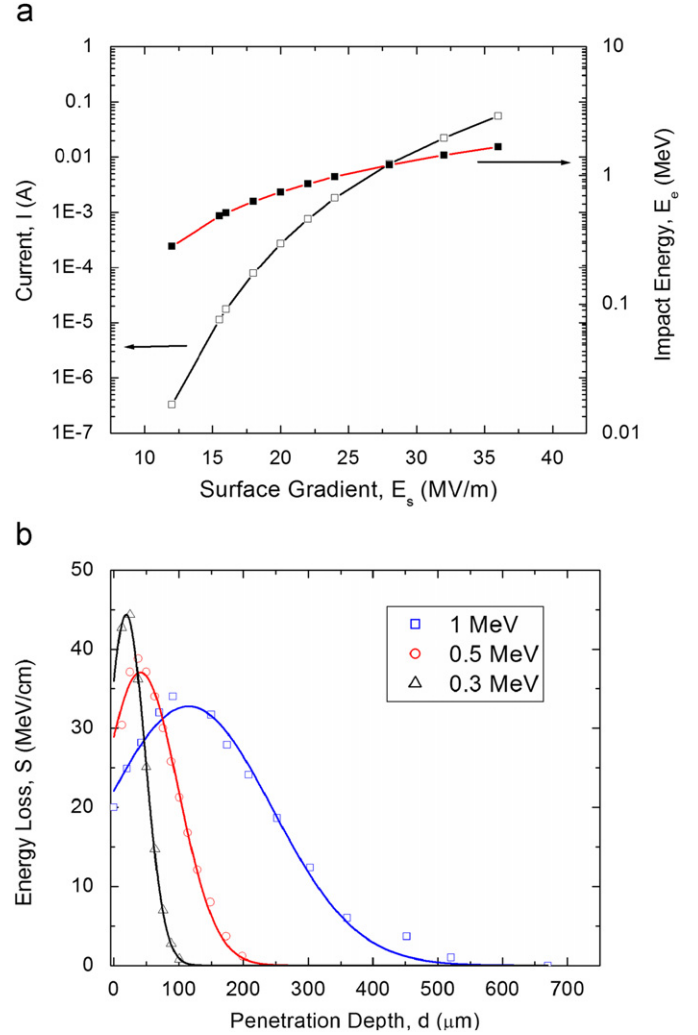 a
1
0.1
0.01
1E-3
1E-4
1E-5
1E-6
1E-7
Current, I (A)
10
1
0.1
0.01
Impact Energy, E_e (MeV)
10 15 20 25 30 35 40
Surface Gradient, E_s (MV/m)
b
50
40
30
20
10
0
Energy Loss, S (MeV/cm)
1 MeV
0.5 MeV
0.3 MeV
0 100 200 300 400 500 600 700
Penetration Depth, d (μm)